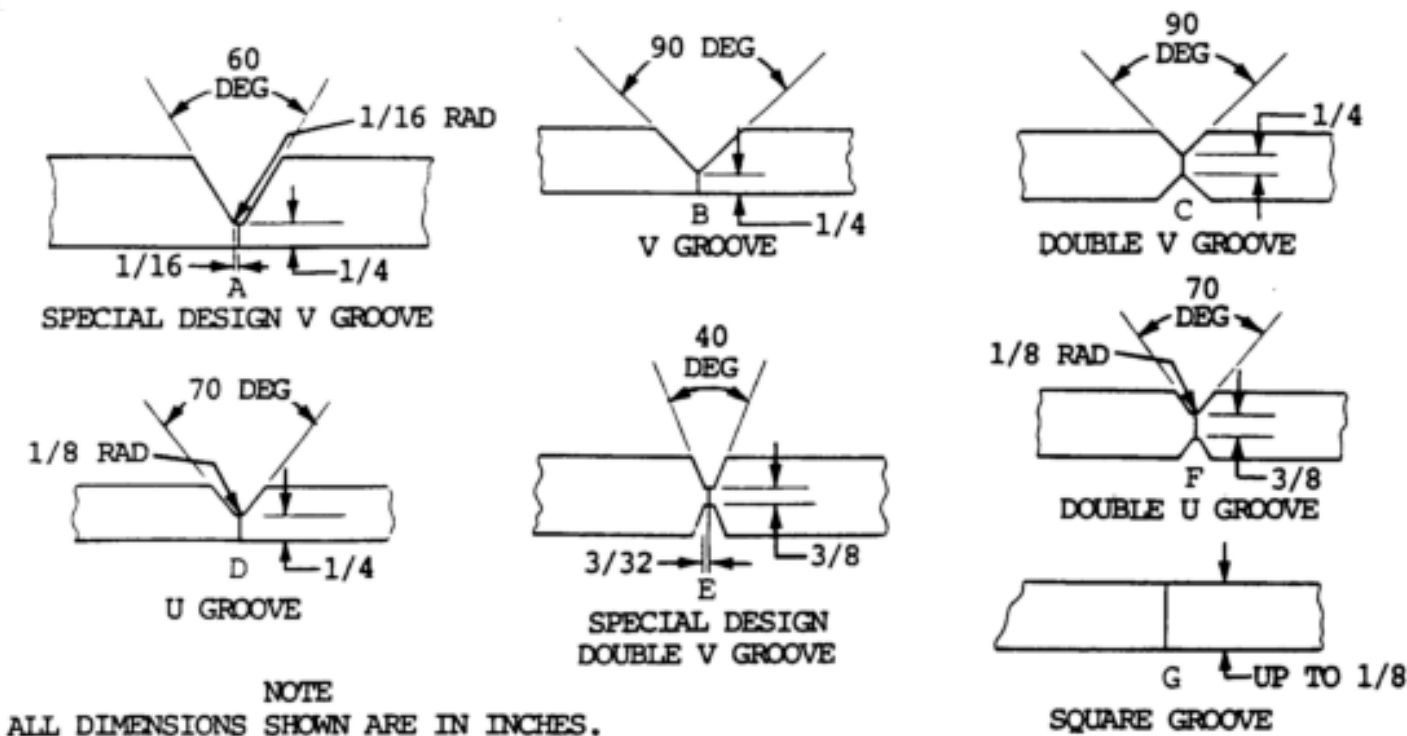 60
DEG
1/16 RAD
1/16
1/4
A
SPECIAL DESIGN V GROOVE
90 DEG
B
1/4
V GROOVE
90
DEG
1/4
C
DOUBLE V GROOVE
70 DEG
1/8 RAD
D
1/4
U GROOVE
40
DEG
3/32
3/8
E
SPECIAL DESIGN
DOUBLE V GROOVE
70
DEG
1/8 RAD
F
3/8
DOUBLE U GROOVE
G
UP TO 1/8
SQUARE GROOVE
NOTE
ALL DIMENSIONS SHOWN ARE IN INCHES.